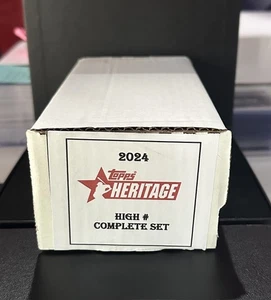 2024
Topps
HERITAGE
HIGH #
COMPLETE SET